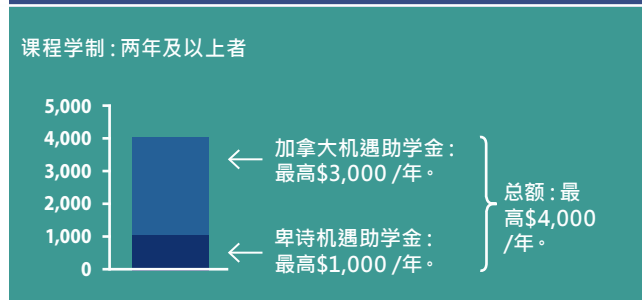 课程学制:两年及以上者
5,000
4,000
3,000
2,000
1,000
0
加拿大机遇助学金:
最高$3,000 /年。
卑诗机遇助学金:
最高$1,000 /年。
总额:最
高$4,000
/年。